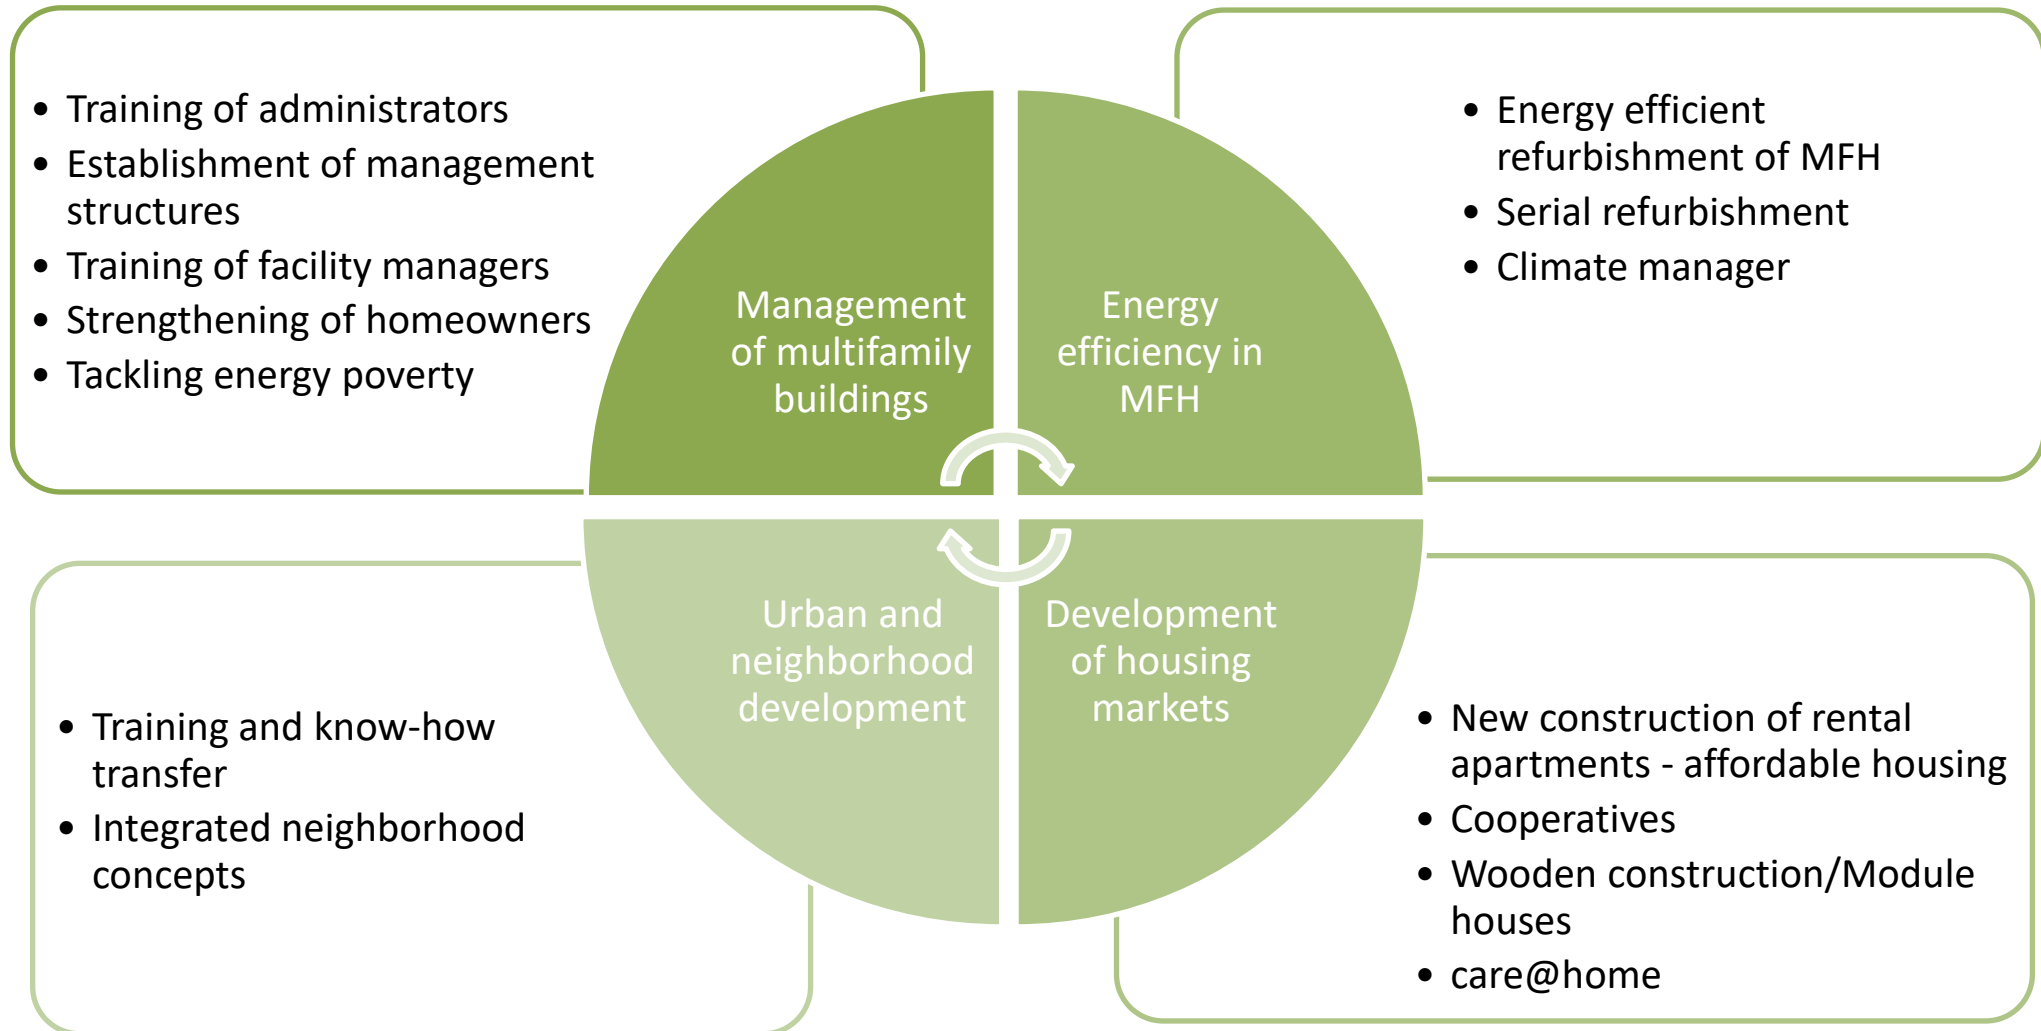 • Training of administrators
• Establishment of management
structures
• Training of facility managers
• Strengthening of homeowners
• Tackling energy poverty
Management
of multifamily
buildings
Energy
efficiency in
MFH
• Energy efficient
refurbishment of MFH
• Serial refurbishment
• Climate manager
• Training and know-how
transfer
• Integrated neighborhood
concepts
Urban and
neighborhood
development
Development
of housing
markets
• New construction of rental
apartments - affordable housing
• Cooperatives
• Wooden construction/Module
houses
• care@home